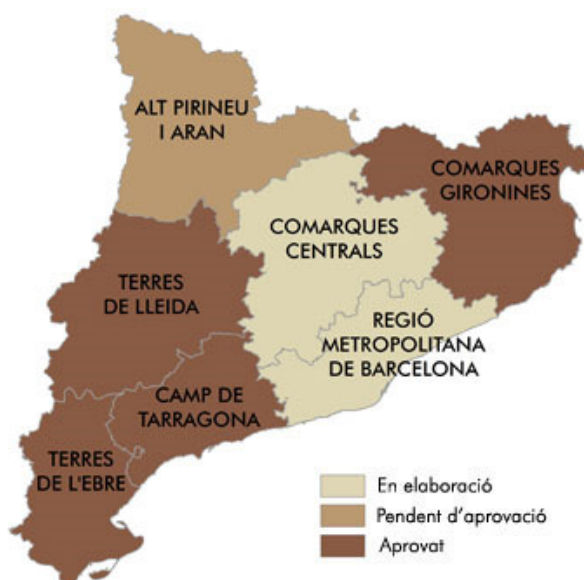 ALT PIRINEU
I ARAN
COMARQUES
GIRONINES
COMARQUES
CENTRALS
TERRES
DE LLEIDA
REGIÓ
METROPOLITANA
DE BARCELONA
CAMP DE
TARRAGONA
TERRES
DE L'EBRE
En elaboració
Pendent d'aprovació
Aprovat